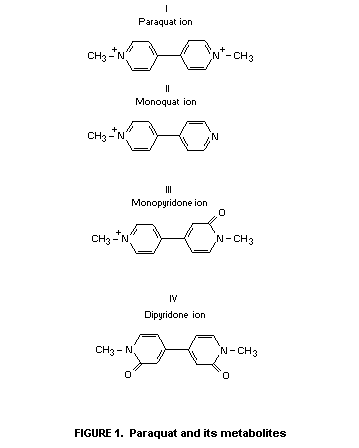 I
Paraquat ion
CH3-N+ N+-CH3
II
Monoquat ion
CH3-N+ N
III
Monopyridone ion
O
CH3-N+ N-CH3
IV
Dipyridone ion
CH3-N N-CH3
O O
FIGURE 1. Paraquat and its metabolites